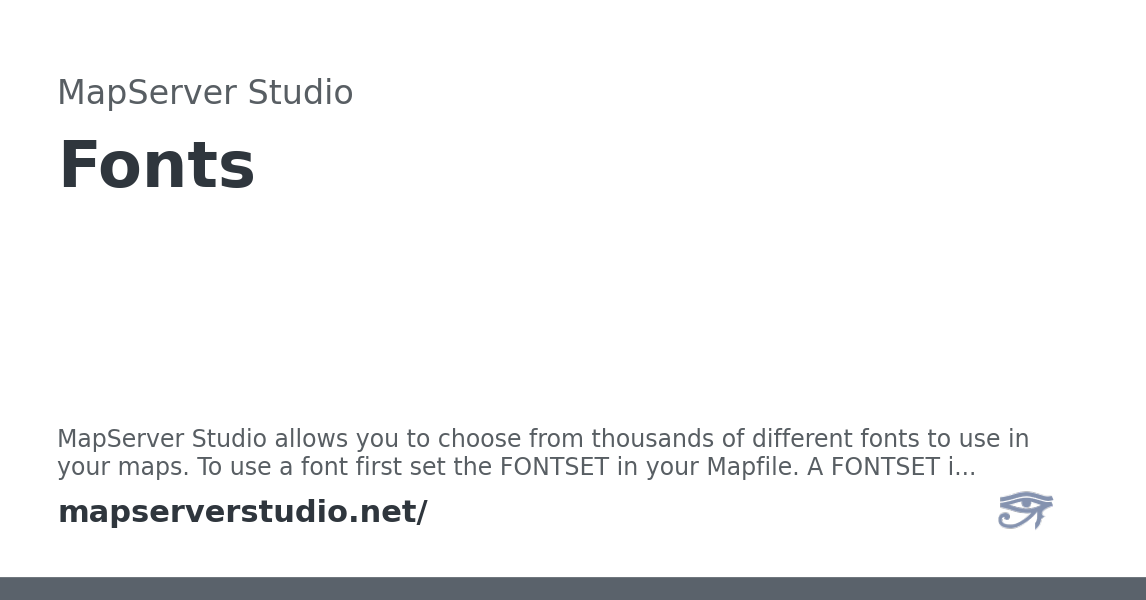 MapServer Studio
Fonts
MapServer Studio allows you to choose from thousands of different fonts to use in
your maps. To use a font first set the FONTSET in your Mapfile. A FONTSET i...
mapserverstudio.net/